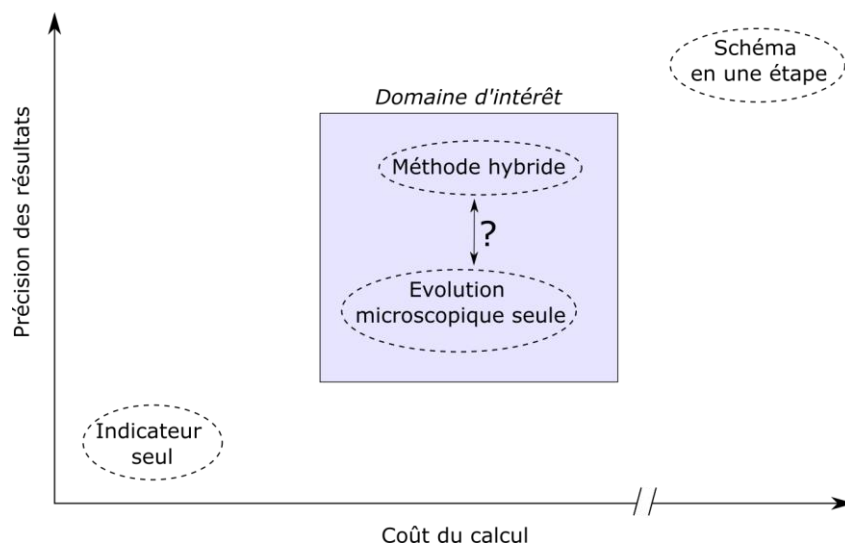 Schéma
en une étape
Domaine d'intérêt
Méthode hybride
?
Evolution
microscopique seule
Précision des résultats
Indicateur
seul
Coût du calcul